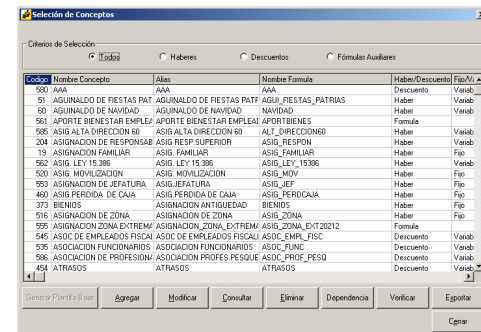 Seleción de Conceptos
Criterios de Selección
Todos Haberes Descuentos Fórmulas Auxiliares
Codigo Nombre Concepto Alias Nombre Formula Haber/Descuento Fijo/Va
580 AAA AAA AAA Descuento Variab
51 AGUINALDO DE FIESTAS PAT AGUINALDO DE FIESTAS PATR AGUI_FIESTAS_PATRIAS Haber Variab
60 AGUINALDO DE NAVIDAD NAVIDAD NAVIDAD Haber Variab
561 APORTE BIENESTAR EMPLEA APORTE BIENESTAR EMPLEAD APORTBIENES Formula
585 ASIG ALTA DIRECCION 60 ASIG ALTA DIRECCION 60 ALT_DIRECCION60 Haber Variab
204 ASIGNACION DE RESPONSAB ASIG RESP.SUPERIOR ASIG_RESPON Haber Variab
19 ASIGNACION FAMILIAR ASIG. FAMILIAR ASIG_FAMILIAR Haber Fijo
562 ASIG. LEY 15.386 ASIG. LEY 15.386 ASIG_LEY_15386 Haber Variab
520 ASIG. MOVILIZACION ASIG. MOVILIZACION ASIG_MOV Haber Fijo
553 ASIGNACION DE JEFATURA ASIG.JEFATURA ASIG_JEF Haber Variab
460 ASIG.PERDIDA DE CAJA ASIG.PERDIDA DE CAJA ASIG_PERDCAJA Haber Fijo
373 BIENIOS ASIGNACION ANTIGUEDAD BIENIOS Haber Fijo
516 ASIGNACION DE ZONA ASIGNACION DE ZONA ASIG_ZONA Haber Fijo
555 ASIGNACION ZONA EXTREMA ASIGNACION_ZONA_EXTREMA ASIG_ZONA_EXT20212 Formula
545 ASOC DE EMPLEADOS FISCAL ASOC DE EMPLEADOS FISCALI ASOC_EMPL_FISC Descuento Variab
535 ASOCIACION FUNCIONARIOS ASOCIACION FUNCIONARIOS ASOC_FUNC Descuento Variab
586 ASOCIACION DE PROFESIONA ASOCIACION PROFES.PESQUE ASOC_PROF_PESQ Descuento Variab
454 ATRASOS ATRASOS ATRASOS Descuento Variab
Generar Plantilla Base Agregar Modificar Consultar Eliminar Dependencia Verificar Exportar
Cerrar